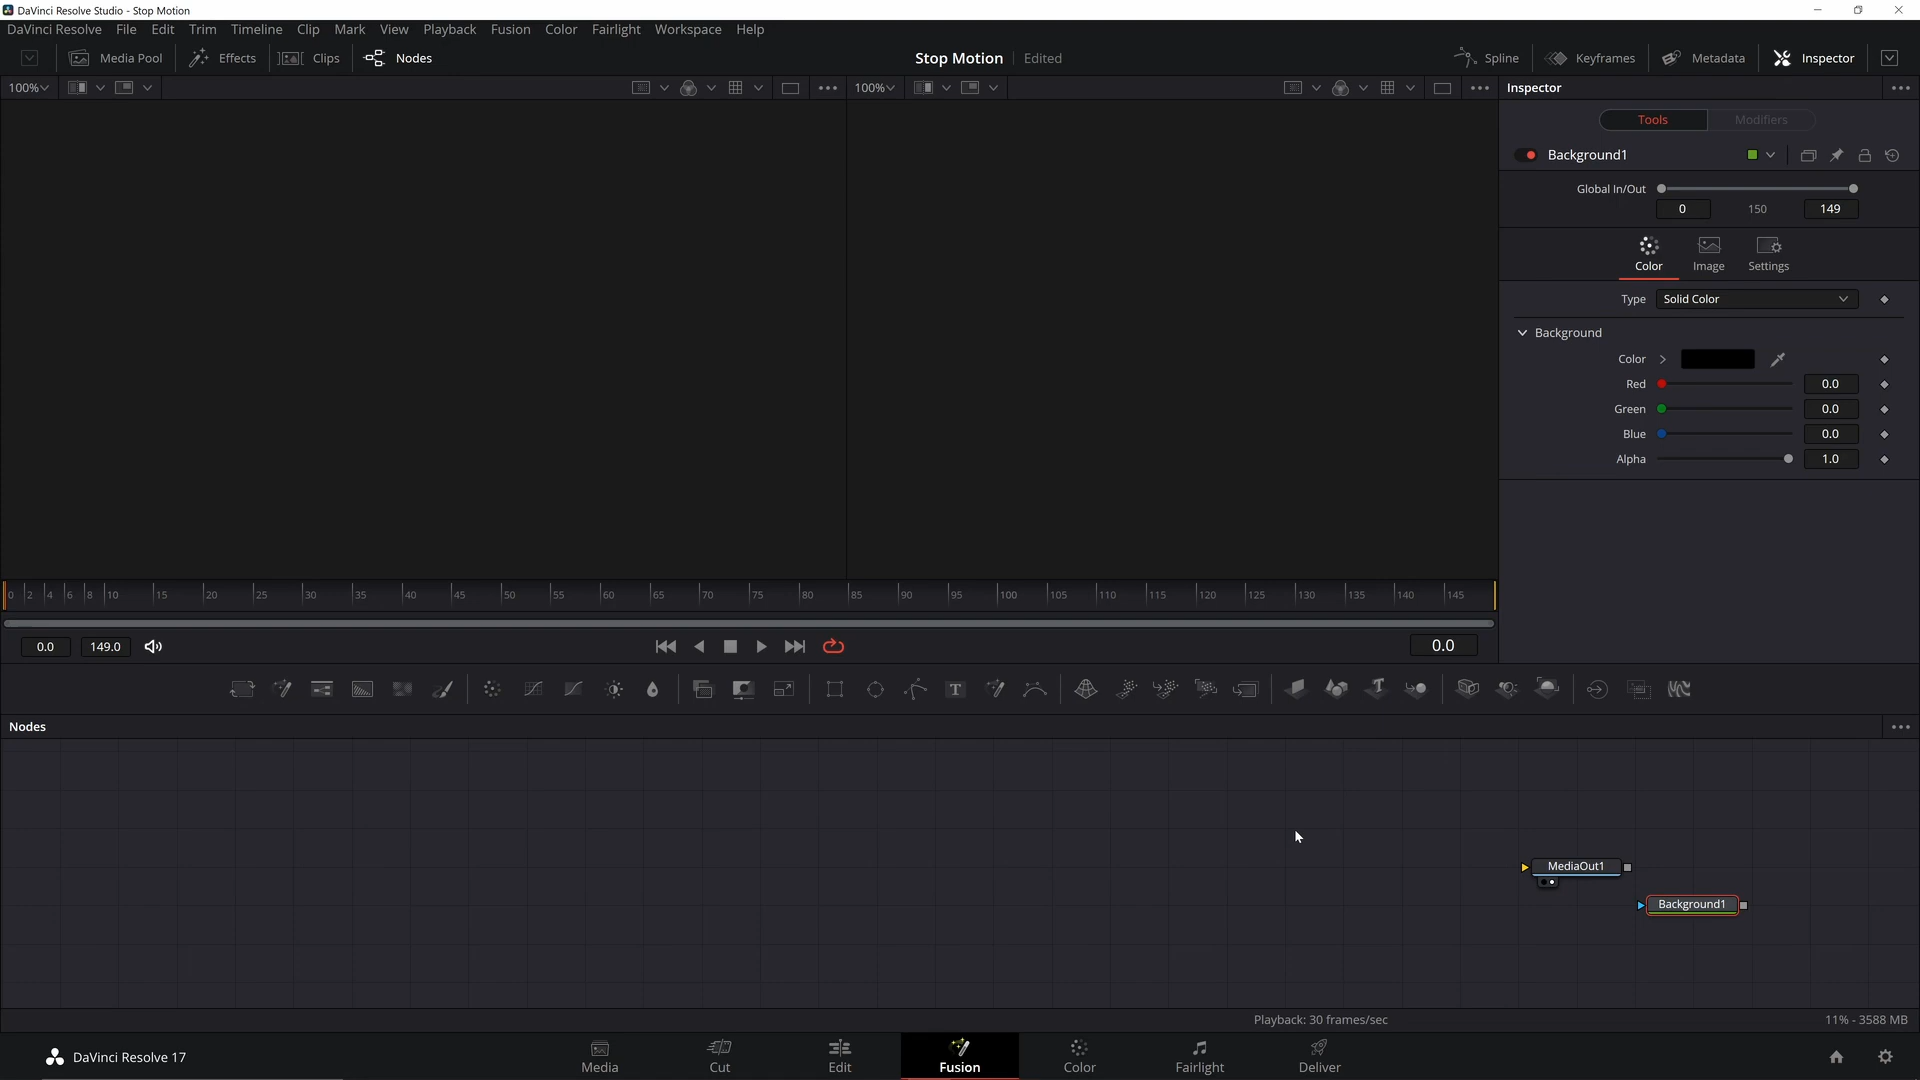 DaVinci Resolve Studio - Stop Motion
DaVinci Resolve File Edit Trim Timeline Clip Mark View Playback Fusion Color Fairlight Workspace Help
Media Pool Effects Clips Nodes Stop Motion Edited Spline Keyframes Metadata Inspector
100% 100% Inspector
Tools Modifiers
Background1
Global In/Out
0 150 149
Color Image Settings
Type Solid Color
Background
Color
Red 0.0
Green 0.0
Blue 0.0
Alpha 1.0
0 2 4 6 8 10 15 20 25 30 35 40 45 50 55 60 65 70 75 80 85 90 95 100 105 110 115 120 125 130 135 140 145
0.0 149.0 0.0
T T
Nodes
MediaOut1
Background1
Playback: 30 frames/sec 11% - 3588 MB
DaVinci Resolve 17 Media Cut Edit Fusion Color Fairlight Deliver